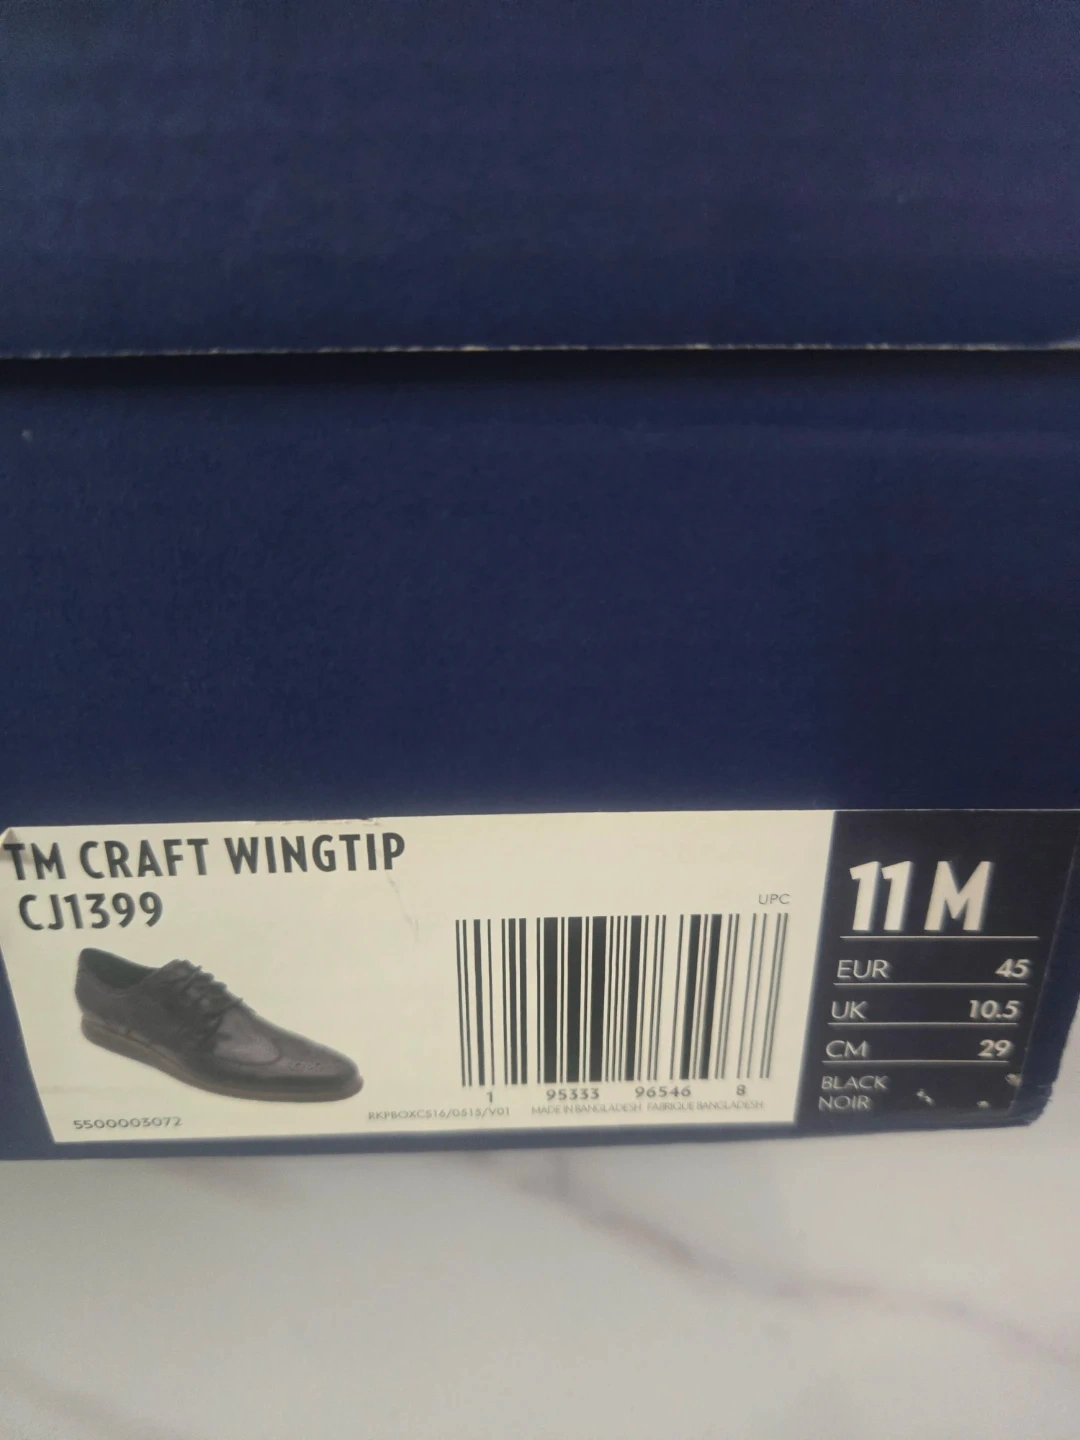 TM CRAFT WINGTIP
CJ1399
5500003072
UPC
1 95333 96546 8
RKPBOXCS16/0515/V01 MADE IN BANGLADESH FABRIQUE BANGLADESH
11 M
EUR 45
UK 10.5
CM 29
BLACK
NOIR